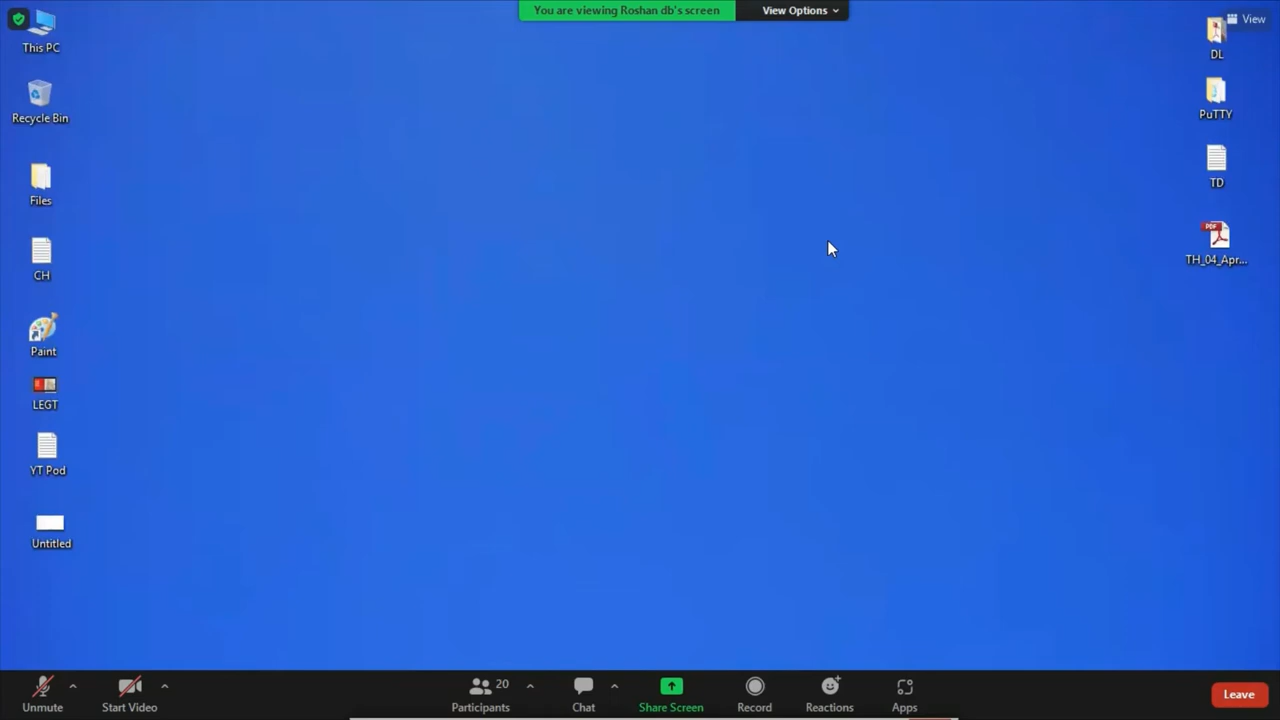 You are viewing Roshan db's screen
View Options
View
This PC
Recycle Bin
Files
CH
Paint
LEGT
YT Pod
Untitled
DL
PuTTY
TD
PDF
TH_04_Apr...
Unmute
Start Video
20
Participants
Chat
Share Screen
Record
Reactions
Apps
Leave